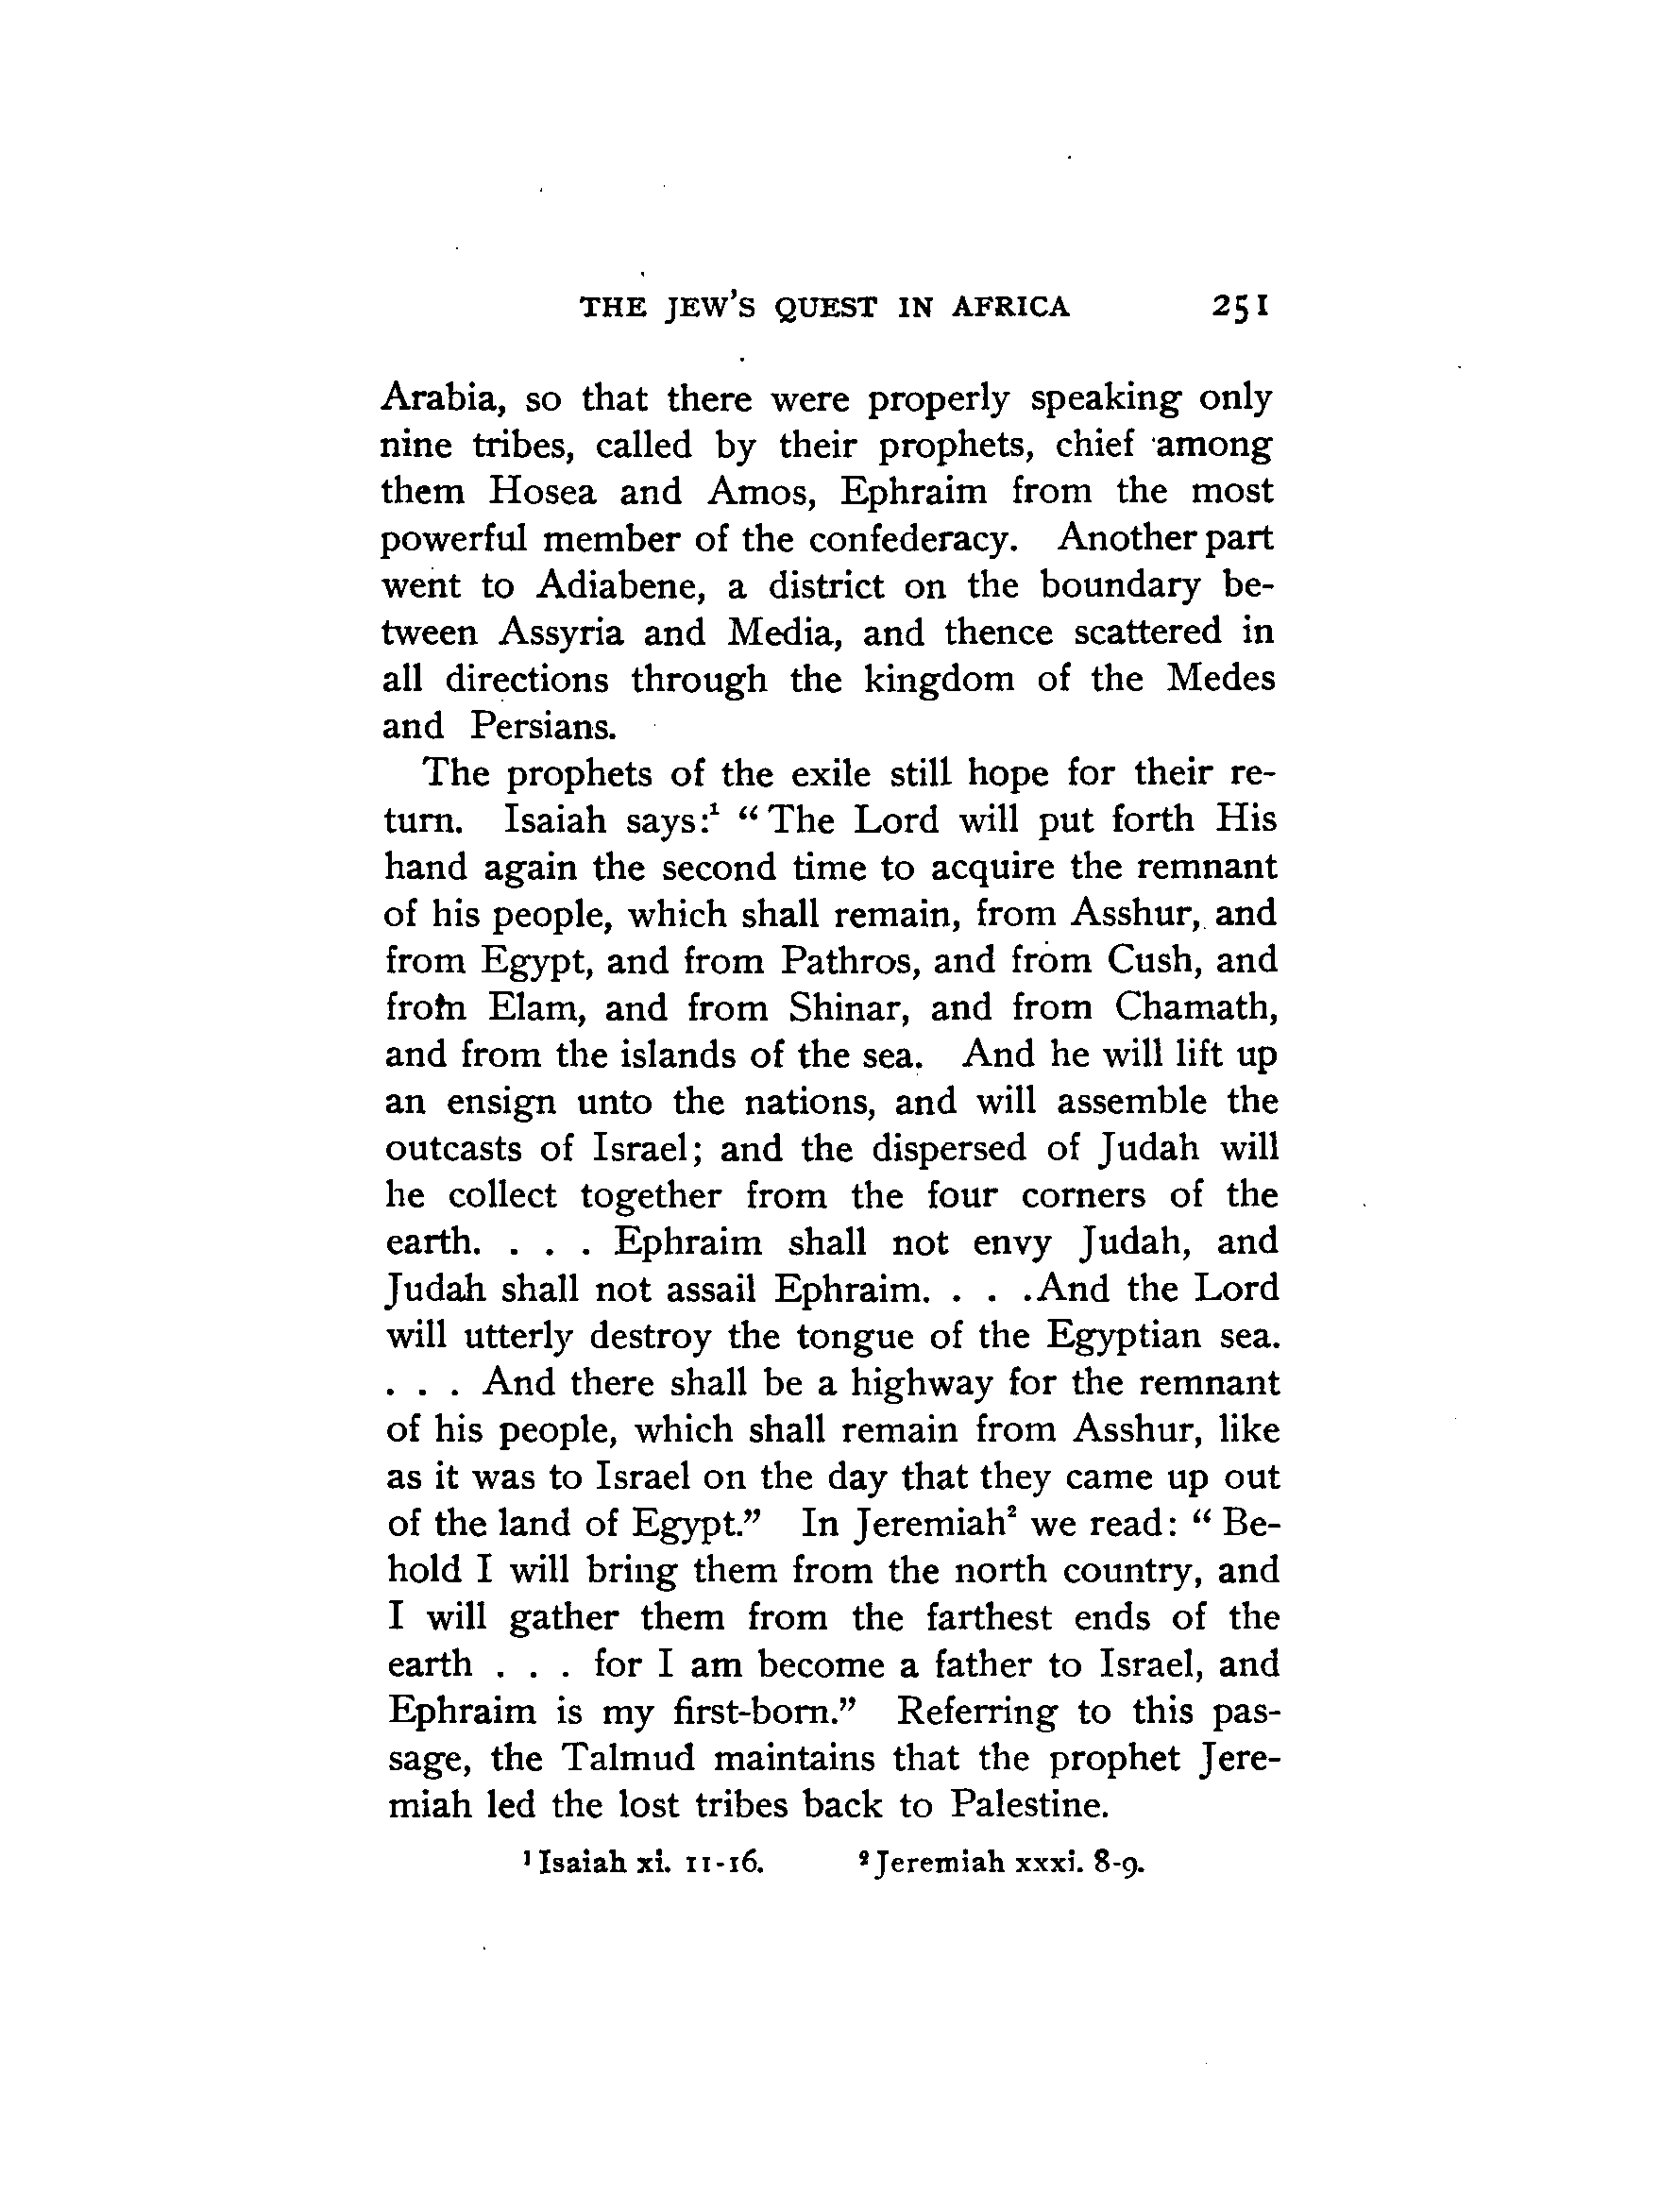 THE JEW'S QUEST IN AFRICA 251
Arabia, so that there were properly speaking only
nine tribes, called by their prophets, chief among
them Hosea and Amos, Ephraim from the most
powerful member of the confederacy. Another part
went to Adiabene, a district on the boundary be-
tween Assyria and Media, and thence scattered in
all directions through the kingdom of the Medes
and Persians.
The prophets of the exile still hope for their re-
turn. Isaiah says:¹ “The Lord will put forth His
hand again the second time to acquire the remnant
of his people, which shall remain, from Asshur, and
from Egypt, and from Pathros, and from Cush, and
from Elam, and from Shinar, and from Chamath,
and from the islands of the sea. And he will lift up
an ensign unto the nations, and will assemble the
outcasts of Israel; and the dispersed of Judah will
he collect together from the four corners of the
earth. . . . Ephraim shall not envy Judah, and
Judah shall not assail Ephraim. . . .And the Lord
will utterly destroy the tongue of the Egyptian sea.
. . . And there shall be a highway for the remnant
of his people, which shall remain from Asshur, like
as it was to Israel on the day that they came up out
of the land of Egypt.” In Jeremiah² we read: “Be-
hold I will bring them from the north country, and
I will gather them from the farthest ends of the
earth . . . for I am become a father to Israel, and
Ephraim is my first-born.” Referring to this pas-
sage, the Talmud maintains that the prophet Jere-
miah led the lost tribes back to Palestine.
¹ Isaiah xi. 11-16. ² Jeremiah xxxi. 8-9.